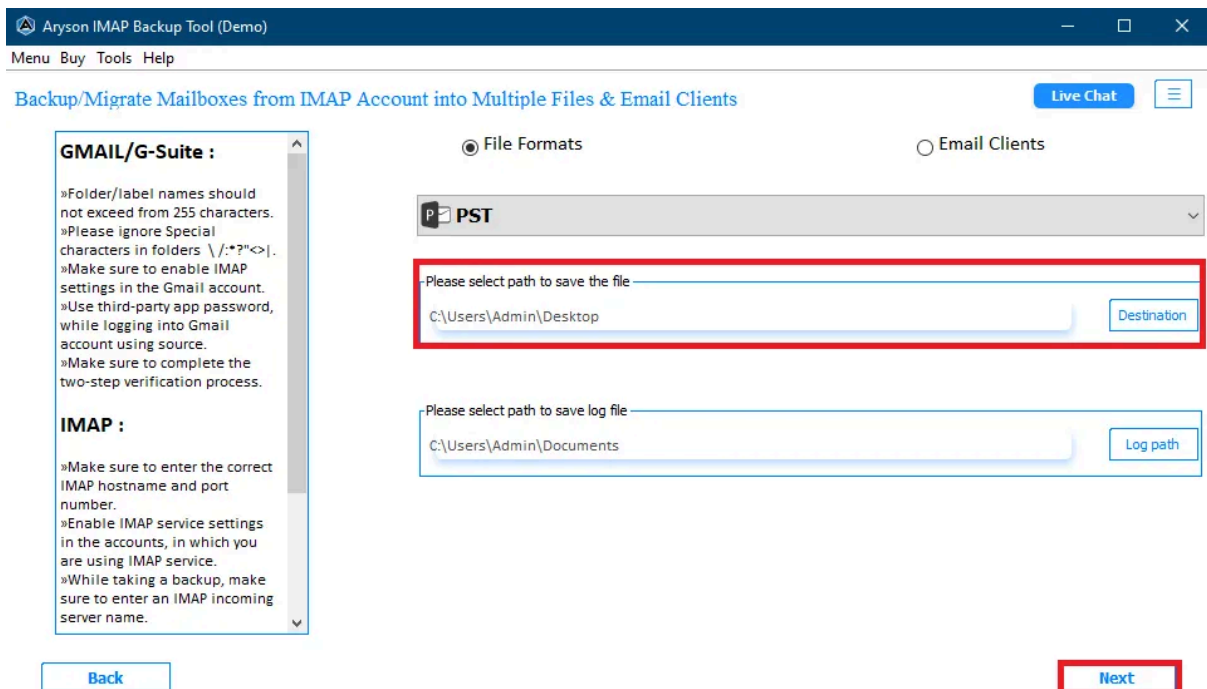 Aryson IMAP Backup Tool (Demo)
Menu Buy Tools Help
Backup/Migrate Mailboxes from IMAP Account into Multiple Files & Email Clients
Live Chat
GMAIL/G-Suite :
»Folder/label names should
not exceed from 255 characters.
»Please ignore Special
characters in folders \ /:*?"<>|.
»Make sure to enable IMAP
settings in the Gmail account.
»Use third-party app password,
while logging into Gmail
account using source.
»Make sure to complete the
two-step verification process.
IMAP :
»Make sure to enter the correct
IMAP hostname and port
number.
»Enable IMAP service settings
in the accounts, in which you
are using IMAP service.
»While taking a backup, make
sure to enter an IMAP incoming
server name.
File Formats
Email Clients
PST
Please select path to save the file
C:\Users\Admin\Desktop
Destination
Please select path to save log file
C:\Users\Admin\Documents
Log path
Back
Next